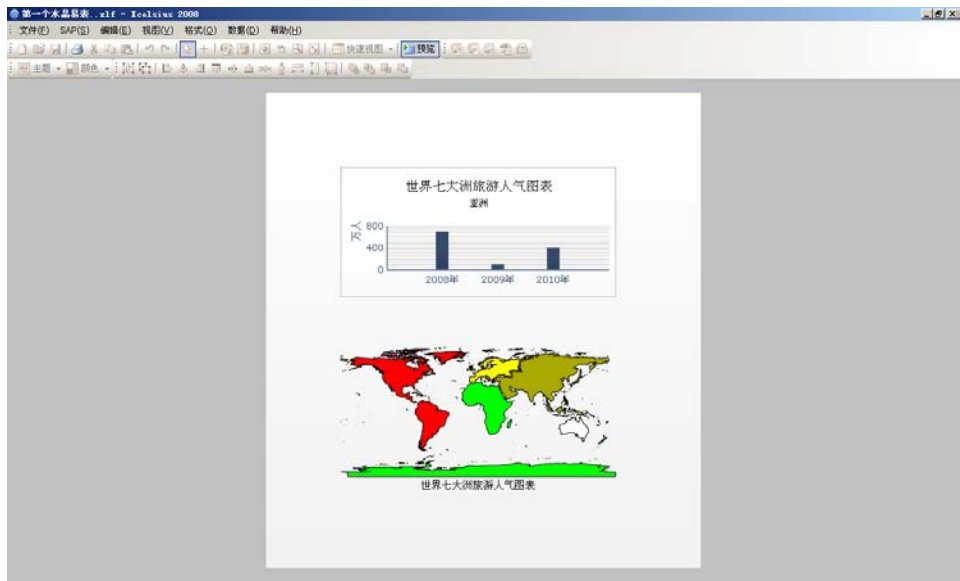 第一个水晶易表..xlf - Xcelsius 2008
文件(F) SAP(S) 编辑(E) 视图(V) 格式(O) 数据(D) 帮助(H)
快速视图 预览
主题 颜色
世界七大洲旅游人气图表
亚洲
万人
800
400
0
2008年 2009年 2010年
世界七大洲旅游人气图表